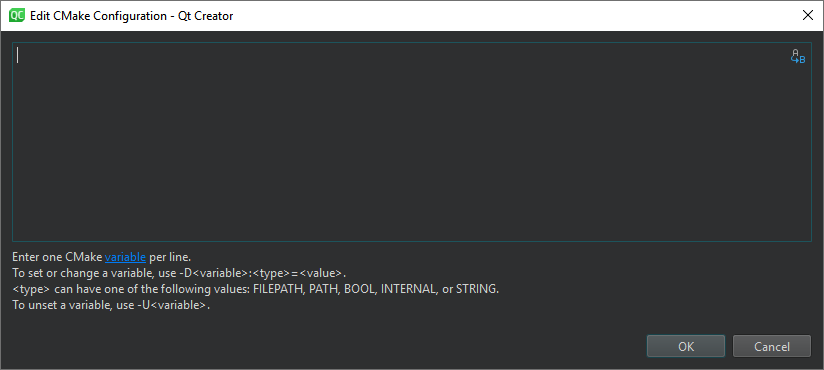 QC Edit CMake Configuration - Qt Creator
A
B
Enter one CMake variable per line.
To set or change a variable, use -D<variable>:<type>=<value>.
<type> can have one of the following values: FILEPATH, PATH, BOOL, INTERNAL, or STRING.
To unset a variable, use -U<variable>.
OK Cancel